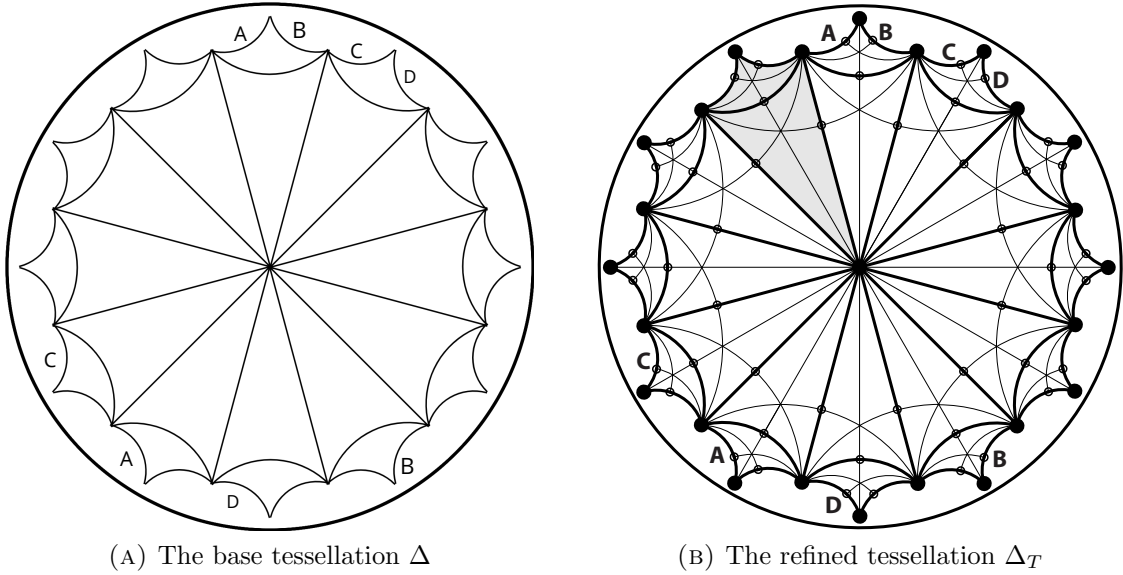 A B C D
C A D B
A B C D
C A D B
(A) The base tessellation Δ
(B) The refined tessellation Δ_T